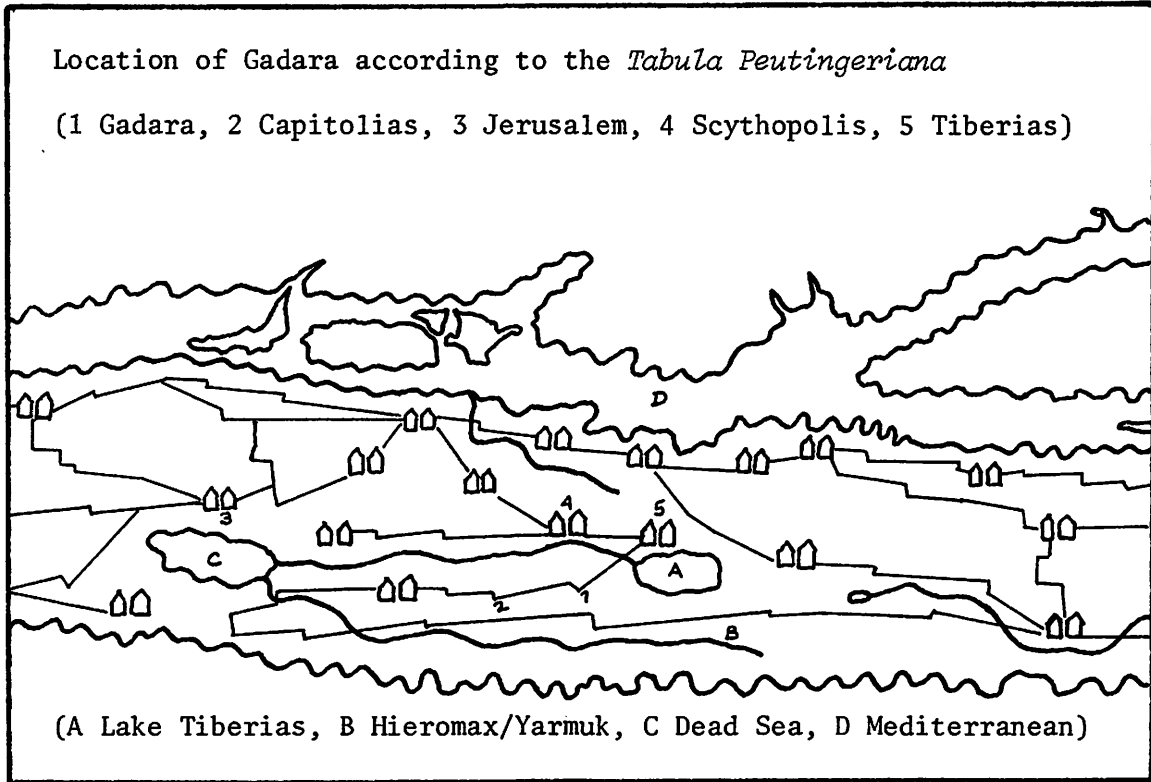 Location of Gadara according to the Tabula Peutingeriana
(1 Gadara, 2 Capitolias, 3 Jerusalem, 4 Scythopolis, 5 Tiberias)
D
4
5
3
C
A
2
1
B
(A Lake Tiberias, B Hieromax/Yarmuk, C Dead Sea, D Mediterranean)